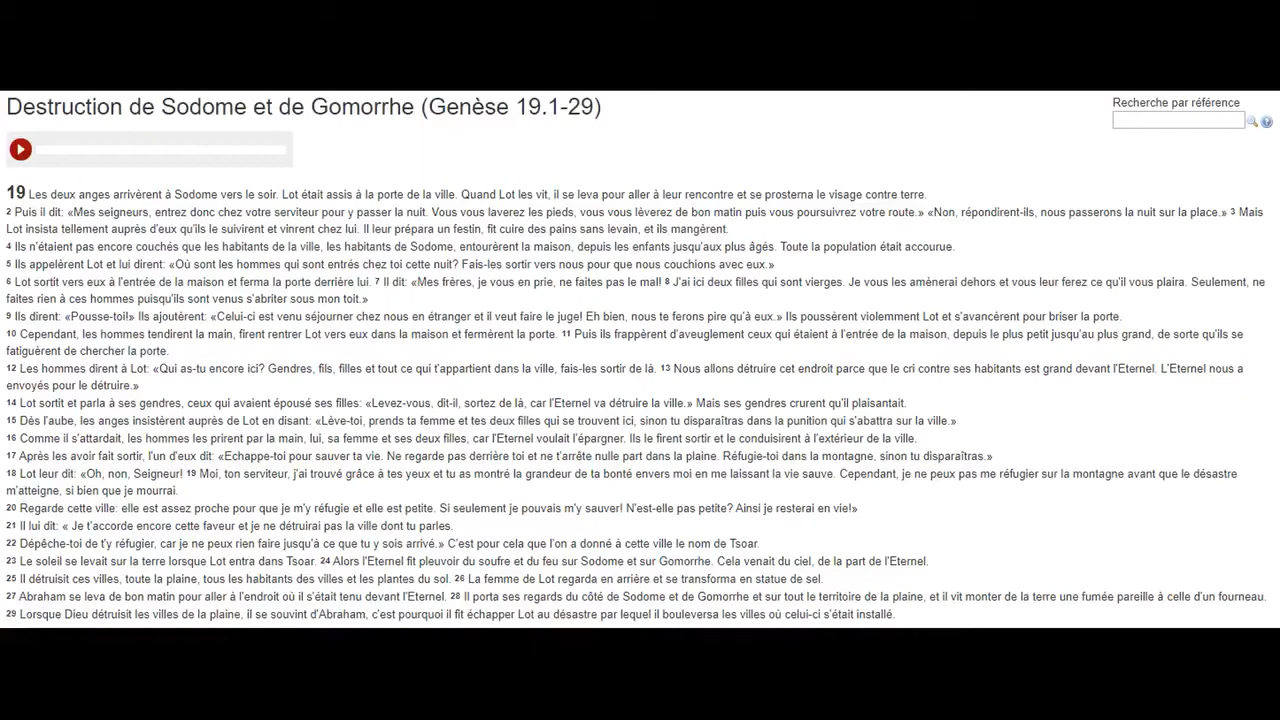 Destruction de Sodome et de Gomorrhe (Genèse 19.1-29)
Recherche par référence
19 Les deux anges arrivèrent à Sodome vers le soir. Lot était assis à la porte de la ville. Quand Lot les vit, il se leva pour aller à leur rencontre et se prosterna le visage contre terre.
2 Puis il dit: «Mes seigneurs, entrez donc chez votre serviteur pour y passer la nuit. Vous vous laverez les pieds, vous vous lèverez de bon matin puis vous poursuivrez votre route.» «Non, répondirent-ils, nous passerons la nuit sur la place.» 3 Mais
Lot insista tellement auprès d'eux qu'ils le suivirent et vinrent chez lui. Il leur prépara un festin, fit cuire des pains sans levain, et ils mangèrent.
4 Ils n'étaient pas encore couchés que les habitants de la ville, les habitants de Sodome, entourèrent la maison, depuis les enfants jusqu'aux plus âgés. Toute la population était accourue.
5 Ils appelèrent Lot et lui dirent: «Où sont les hommes qui sont entrés chez toi cette nuit? Fais-les sortir vers nous pour que nous couchions avec eux.»
6 Lot sortit vers eux à l'entrée de la maison et ferma la porte derrière lui. 7 Il dit: «Mes frères, je vous en prie, ne faites pas le mal! 8 J'ai ici deux filles qui sont vierges. Je vous les amènerai dehors et vous leur ferez ce qu'il vous plaira. Seulement, ne
faites rien à ces hommes puisqu'ils sont venus s'abriter sous mon toit.»
9 Ils dirent: «Pousse-toi!» Ils ajoutèrent: «Celui-ci est venu séjourner chez nous en étranger et il veut faire le juge! Eh bien, nous te ferons pire qu'à eux.» Ils poussèrent violemment Lot et s'avancèrent pour briser la porte.
10 Cependant, les hommes tendirent la main, firent rentrer Lot vers eux dans la maison et fermèrent la porte. 11 Puis ils frappèrent d'aveuglement ceux qui étaient à l'entrée de la maison, depuis le plus petit jusqu'au plus grand, de sorte qu'ils se
fatiguèrent de chercher la porte.
12 Les hommes dirent à Lot: «Qui as-tu encore ici? Gendres, fils, filles et tout ce qui t'appartient dans la ville, fais-les sortir de là. 13 Nous allons détruire cet endroit parce que le cri contre ses habitants est grand devant l'Eternel. L'Eternel nous a
envoyés pour le détruire.»
14 Lot sortit et parla à ses gendres, ceux qui avaient épousé ses filles: «Levez-vous, dit-il, sortez de là, car l'Eternel va détruire la ville.» Mais ses gendres crurent qu'il plaisantait.
15 Dès l'aube, les anges insistèrent auprès de Lot en disant: «Lève-toi, prends ta femme et tes deux filles qui se trouvent ici, sinon tu disparaîtras dans la punition qui s'abattra sur la ville.»
16 Comme il s'attardait, les hommes les prirent par la main, lui, sa femme et ses deux filles, car l'Eternel voulait l'épargner. Ils le firent sortir et le conduisirent à l'extérieur de la ville.
17 Après les avoir fait sortir, l'un d'eux dit: «Echappe-toi pour sauver ta vie. Ne regarde pas derrière toi et ne t'arrête nulle part dans la plaine. Réfugie-toi dans la montagne, sinon tu disparaîtras.»
18 Lot leur dit: «Oh, non, Seigneur! 19 Moi, ton serviteur, j'ai trouvé grâce à tes yeux et tu as montré la grandeur de ta bonté envers moi en me laissant la vie sauve. Cependant, je ne peux pas me réfugier sur la montagne avant que le désastre
m'atteigne, si bien que je mourrai.
20 Regarde cette ville: elle est assez proche pour que je m'y réfugie et elle est petite. Si seulement je pouvais m'y sauver! N'est-elle pas petite? Ainsi je resterai en vie!»
21 Il lui dit: « Je t'accorde encore cette faveur et je ne détruirai pas la ville dont tu parles.
22 Dépêche-toi de t'y réfugier, car je ne peux rien faire jusqu'à ce que tu y sois arrivé.» C'est pour cela que l'on a donné à cette ville le nom de Tsoar.
23 Le soleil se levait sur la terre lorsque Lot entra dans Tsoar. 24 Alors l'Eternel fit pleuvoir du soufre et du feu sur Sodome et sur Gomorrhe. Cela venait du ciel, de la part de l'Eternel.
25 Il détruisit ces villes, toute la plaine, tous les habitants des villes et les plantes du sol. 26 La femme de Lot regarda en arrière et se transforma en statue de sel.
27 Abraham se leva de bon matin pour aller à l'endroit où il s'était tenu devant l'Eternel. 28 Il porta ses regards du côté de Sodome et de Gomorrhe et sur tout le territoire de la plaine, et il vit monter de la terre une fumée pareille à celle d'un fourneau.
29 Lorsque Dieu détruisit les villes de la plaine, il se souvint d'Abraham, c'est pourquoi il fit échapper Lot au désastre par lequel il bouleversa les villes où celui-ci s'était installé.